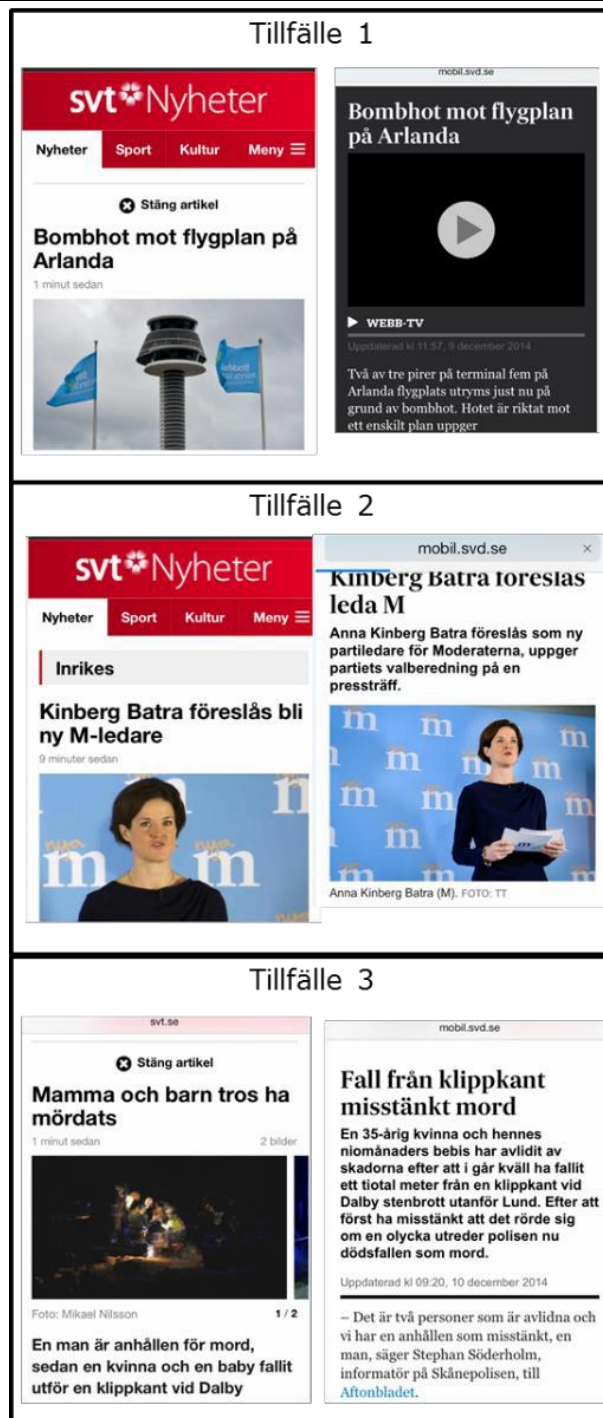 Tillfälle 1
svt Nyheter
Nyheter Sport Kultur Meny
Stäng artikel
Bombhot mot flygplan på
Arlanda
1 minut sedan
mobil.svd.se
Bombhot mot flygplan
på Arlanda
WEBB-TV
Uppdaterad kl 11:57, 9 december 2014
Två av tre pirer på terminal fem på
Arlanda flygplats utryms just nu på
grund av bombhot. Hotet är riktat mot
ett enskilt plan uppger
Tillfälle 2
svt Nyheter
Nyheter Sport Kultur Meny
Inrikes
Kinberg Batra föreslås bli
ny M-ledare
9 minuter sedan
nya
m
m
mobil.svd.se
Kinberg Batra föreslås
leda M
Anna Kinberg Batra föreslås som ny
partiledare för Moderaterna, uppger
partiets valberedning på en
pressträff.
m m m
m m
m m
m
Anna Kinberg Batra (M). FOTO: TT
Tillfälle 3
svt.se
Stäng artikel
Mamma och barn tros ha
mördats
1 minut sedan 2 bilder
Foto: Mikael Nilsson 1 / 2
En man är anhållen för mord,
sedan en kvinna och en baby fallit
utför en klippkant vid Dalby
mobil.svd.se
Fall från klippkant
misstänkt mord
En 35-årig kvinna och hennes
niomånaders bebis har avlidit av
skadorna efter att i går kväll ha fallit
ett tiotal meter från en klippkant vid
Dalby stenbrott utanför Lund. Efter att
först ha misstänkt att det rörde sig
om en olycka utreder polisen nu
dödsfallen som mord.
Uppdaterad kl 09:20, 10 december 2014
– Det är två personer som är avlidna och
vi har en anhållen som misstänkt, en
man, säger Stephan Söderholm,
informatör på Skånepolisen, till
Aftonbladet.